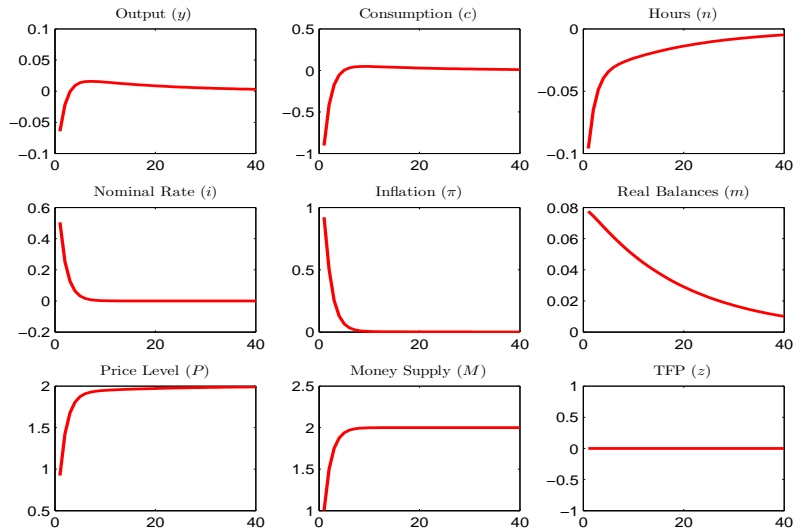 Output (y)
0.1
0.05
0
−0.05
−0.1
0 20 40
Consumption (c)
0.5
0
−0.5
−1
0 20 40
Hours (n)
0
−0.05
−0.1
0 20 40
Nominal Rate (i)
0.6
0.4
0.2
0
−0.2
0 20 40
Inflation (π)
1
0.5
0
0 20 40
Real Balances (m)
0.08
0.06
0.04
0.02
0
0 20 40
Price Level (P)
2
1.5
1
0.5
0 20 40
Money Supply (M)
2.5
2
1.5
1
0 20 40
TFP (z)
1
0.5
0
−0.5
−1
0 20 40